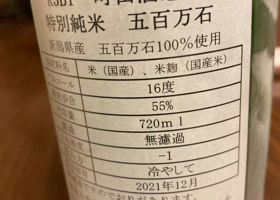 特別純米 五百万石
新潟県産 五百万石100%使用
米(国産)、米麹(国産米)
16度
55%
720ml
無濾過
-1
冷やして
2021年12月